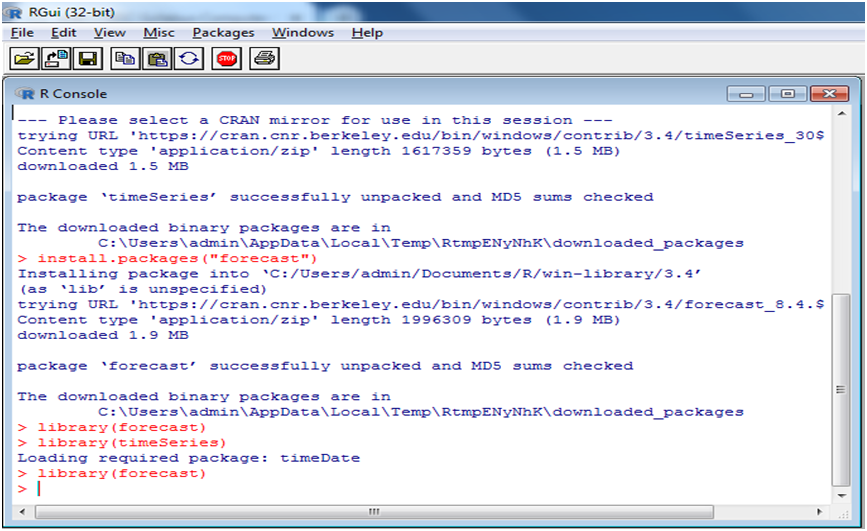 RGui (32-bit)
File Edit View Misc Packages Windows Help
STOP
R Console
--- Please select a CRAN mirror for use in this session ---
trying URL 'https://cran.cnr.berkeley.edu/bin/windows/contrib/3.4/timeSeries_30$
Content type 'application/zip' length 1617359 bytes (1.5 MB)
downloaded 1.5 MB
package ‘timeSeries’ successfully unpacked and MD5 sums checked
The downloaded binary packages are in
C:\Users\admin\AppData\Local\Temp\RtmpENyNhK\downloaded_packages
> install.packages("forecast")
Installing package into ‘C:/Users/admin/Documents/R/win-library/3.4’
(as ‘lib’ is unspecified)
trying URL 'https://cran.cnr.berkeley.edu/bin/windows/contrib/3.4/forecast_8.4.$
Content type 'application/zip' length 1996309 bytes (1.9 MB)
downloaded 1.9 MB
package ‘forecast’ successfully unpacked and MD5 sums checked
The downloaded binary packages are in
C:\Users\admin\AppData\Local\Temp\RtmpENyNhK\downloaded_packages
> library(forecast)
> library(timeSeries)
Loading required package: timeDate
> library(forecast)
>